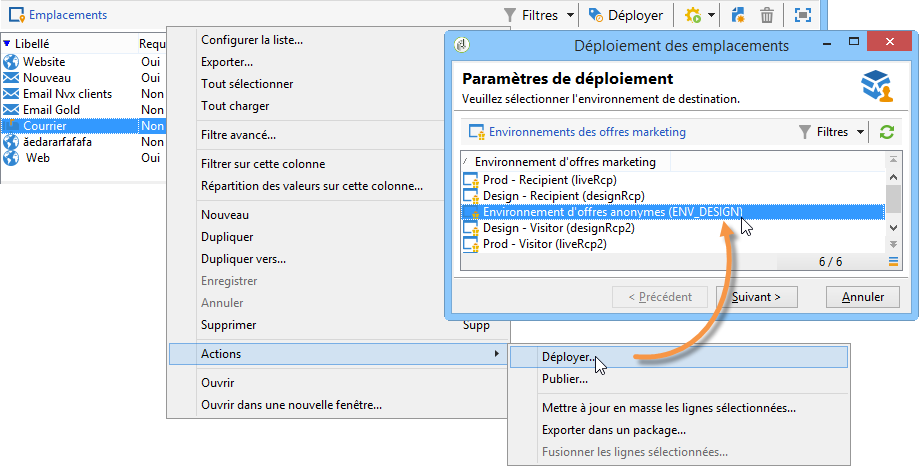 Emplacements
Filtres
Déployer
Libellé
Requ
Website
Oui
Nouveau
Oui
Email Nvx clients
Non
Email Gold
Non
Courrier
Non
ăedararfafafa
Non
Web
Oui
Configurer la liste...
Exporter...
Tout sélectionner
Tout charger
Filtre avancé...
Filtrer sur cette colonne
Répartition des valeurs sur cette colonne...
Nouveau
Dupliquer
Dupliquer vers...
Enregistrer
Annuler
Supprimer
Supp
Actions
Ouvrir
Ouvrir dans une nouvelle fenêtre...
Déployer...
Publier...
Mettre à jour en masse les lignes sélectionnées...
Exporter dans un package...
Fusionner les lignes sélectionnées...
Déploiement des emplacements
Paramètres de déploiement
Veuillez sélectionner l'environnement de destination.
Environnements des offres marketing
Filtres
Environnement d'offres marketing
Prod - Recipient (liveRcp)
Design - Recipient (designRcp)
Environnement d'offres anonymes (ENV_DESIGN)
Design - Visitor (designRcp2)
Prod - Visitor (liveRcp2)
6 / 6
< Précédent
Suivant >
Annuler